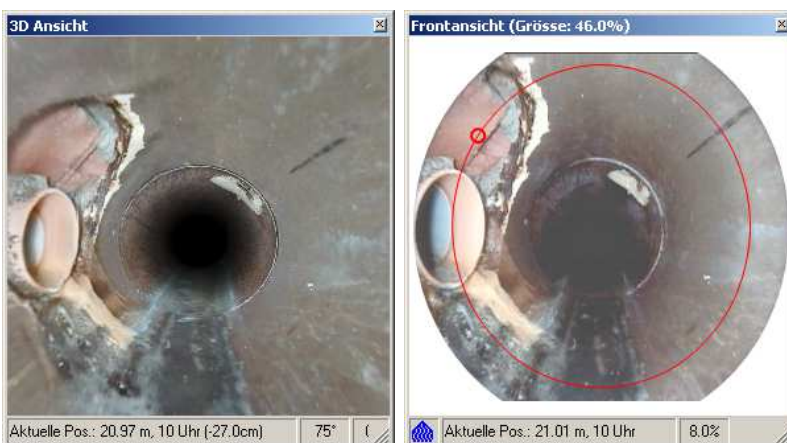 3D Ansicht
Aktuelle Pos.: 20.97 m, 10 Uhr (-27.0cm) 75°
Frontansicht (Grösse: 46.0%)
Aktuelle Pos.: 21.01 m, 10 Uhr 8.0%